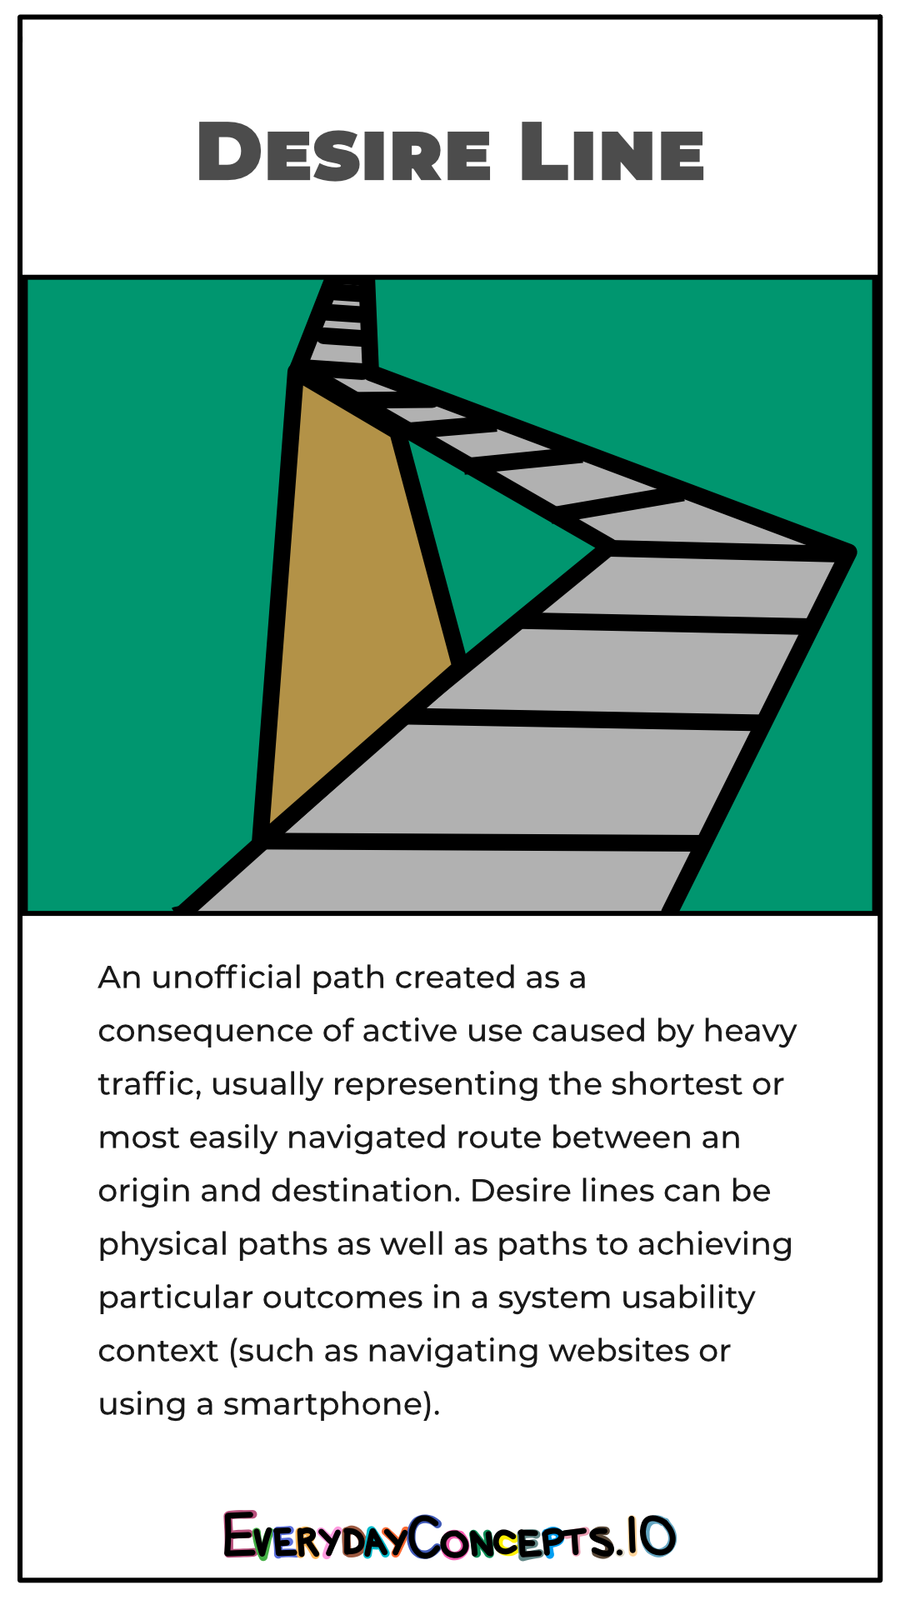 Desire Line
An unofficial path created as a
consequence of active use caused by heavy
traffic, usually representing the shortest or
most easily navigated route between an
origin and destination. Desire lines can be
physical paths as well as paths to achieving
particular outcomes in a system usability
context (such as navigating websites or
using a smartphone).
EverydayConcepts.io